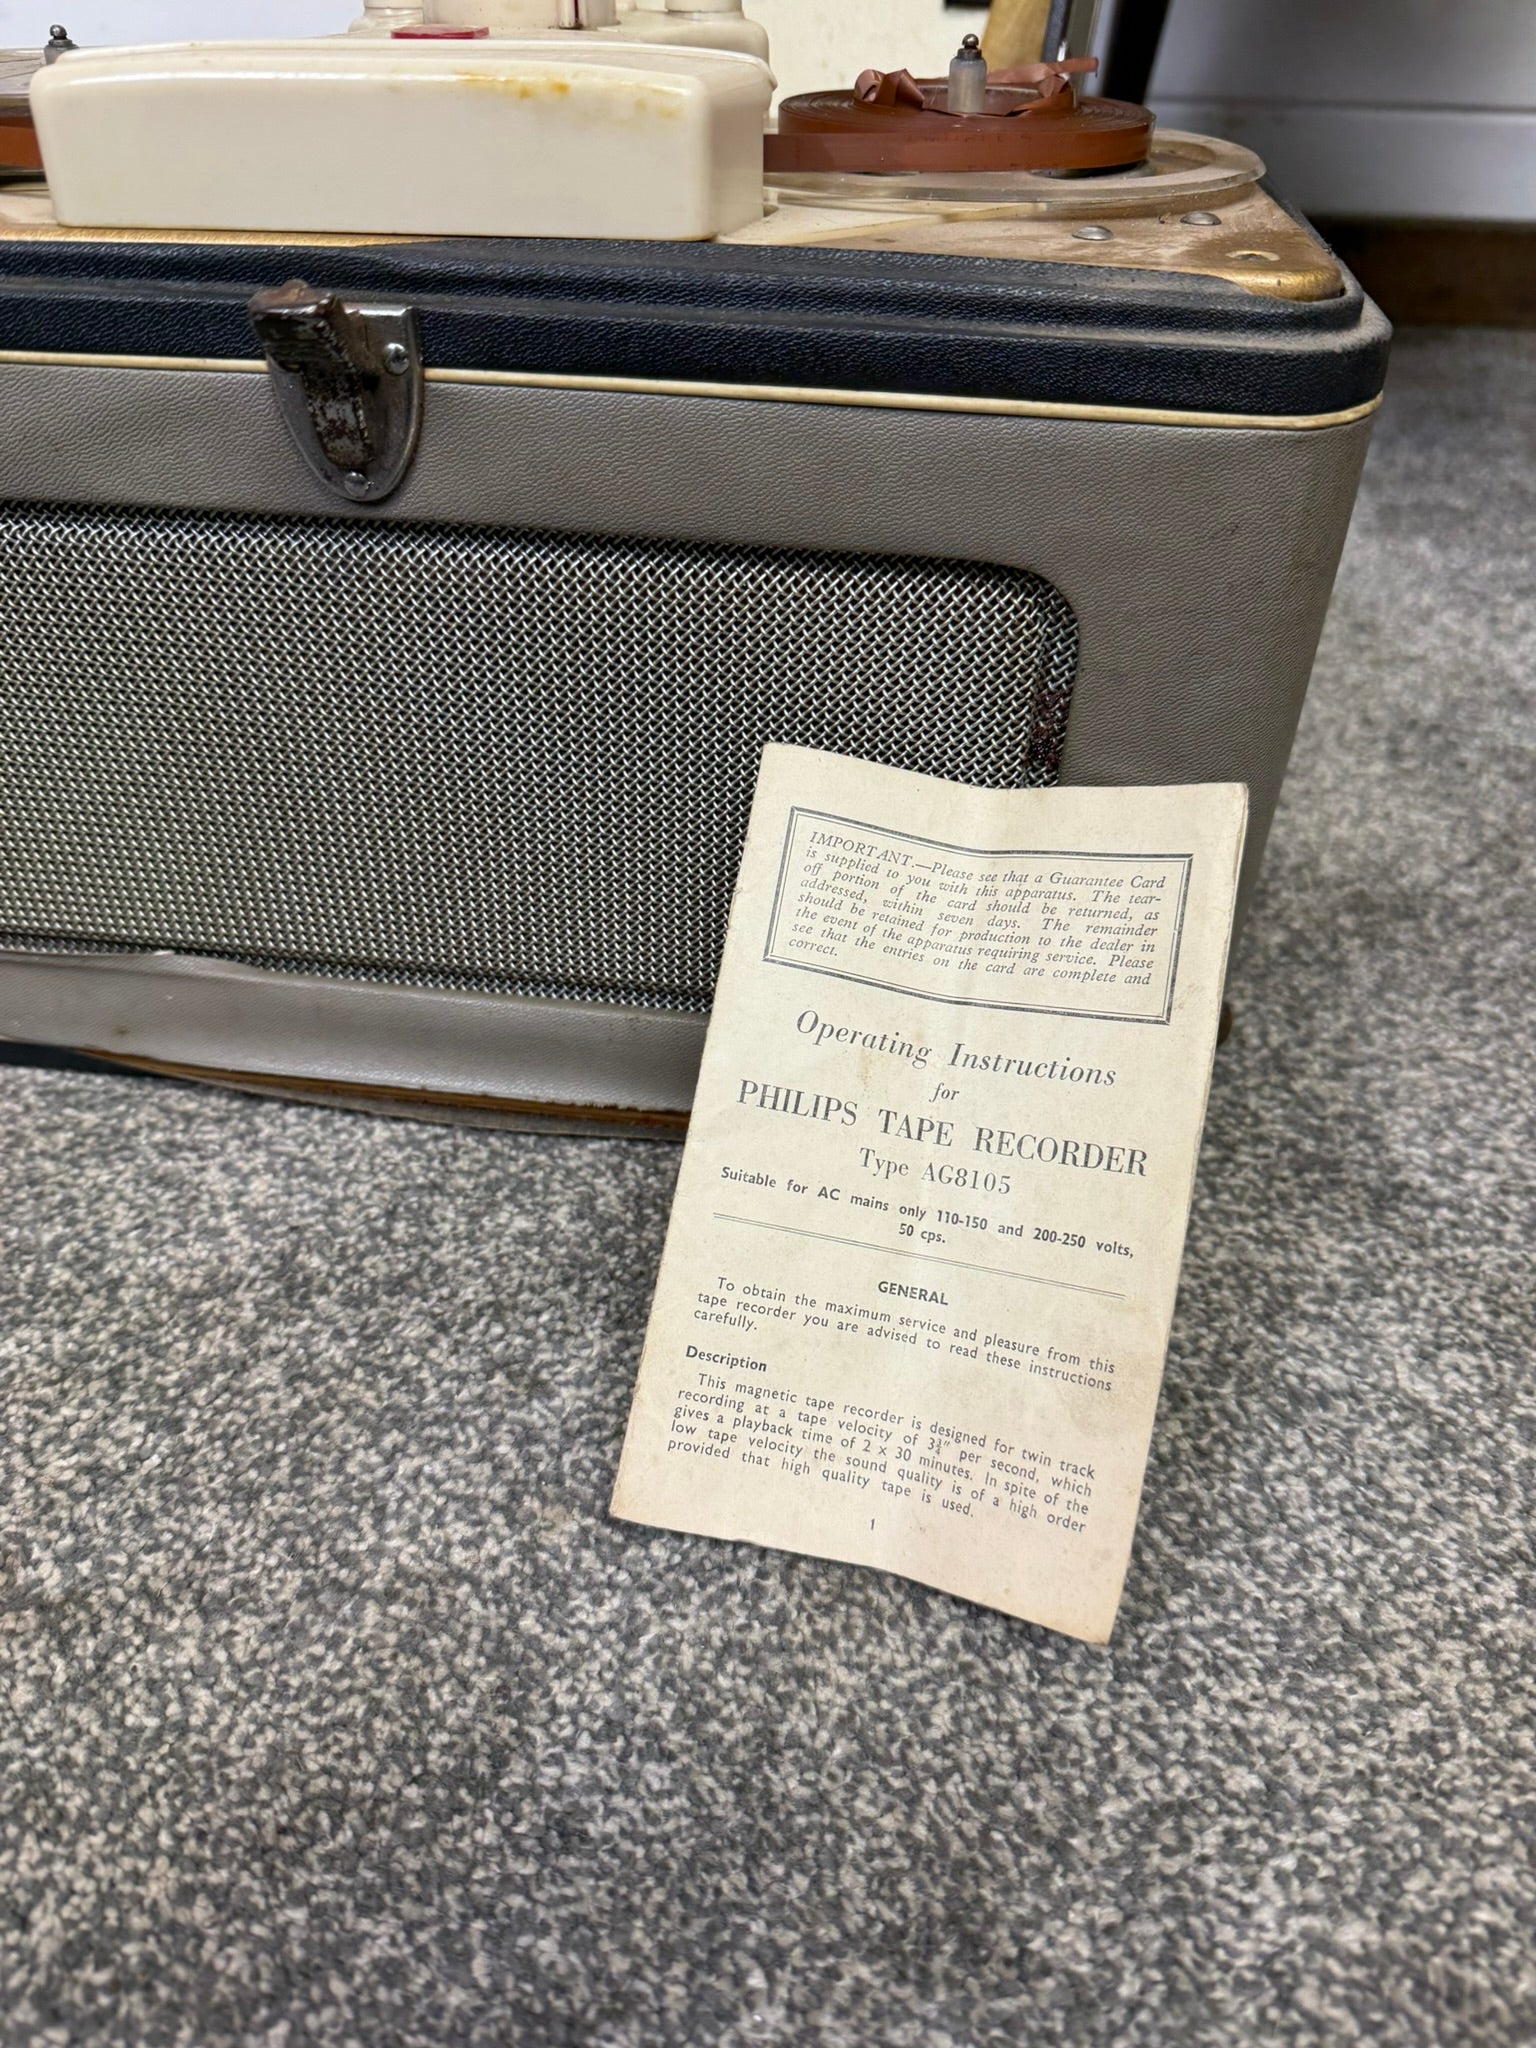 IMPORTANT.—Please see that a Guarantee Card
is supplied to you with this apparatus. The tear-
off portion of the card should be returned, as
addressed, within seven days. The remainder
should be retained for production to the dealer in
the event of the apparatus requiring service. Please
see that the entries on the card are complete and
correct.
Operating Instructions
for
PHILIPS TAPE RECORDER
Type AG8105
Suitable for AC mains only 110-150 and 200-250 volts,
50 cps.
GENERAL
To obtain the maximum service and pleasure from this
tape recorder you are advised to read these instructions
carefully.
Description
This magnetic tape recorder is designed for twin track
recording at a tape velocity of 3¾" per second, which
gives a playback time of 2 x 30 minutes. In spite of the
low tape velocity the sound quality is of a high order
provided that high quality tape is used.
1